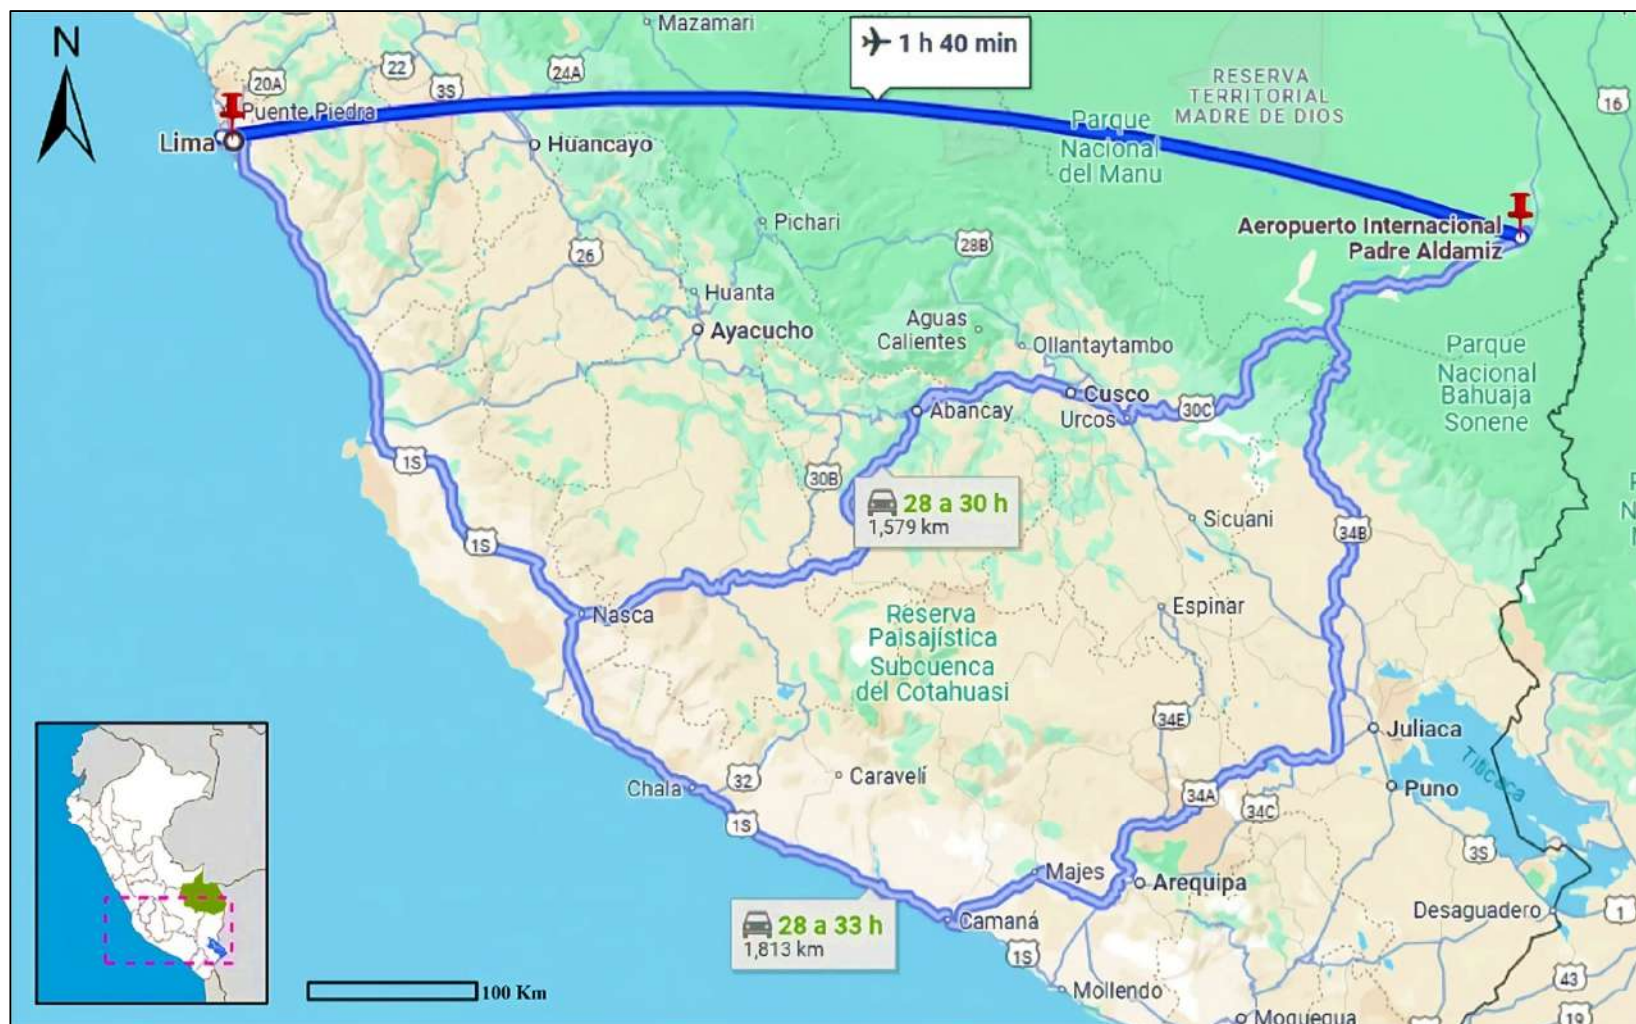 N
Mazamari
1 h 40 min
20A
22
3S
24A
RESERVA
TERRITORIAL
MADRE DE DIOS
16
Puente Piedra
Lima
Huancayo
Parque
Nacional
del Manu
Pichari
26
28B
Aeropuerto Internacional
Padre Aldamiz
Huanta
Ayacucho
Aguas
Calientes
Ollantaytambo
Parque
Nacional
Bahuaja
Sonene
Cusco
Abancay
Urcos
30C
1S
30B
28 a 30 h
1,579 km
Sicuani
34B
1S
Nasca
Espinar
Reserva
Paisajística
Subcuenca
del Cotahuasi
34E
Juliaca
Titicaca
Caravelí
32
Chala
34A
34C
Puno
1S
3S
Majes
Arequipa
28 a 33 h
1,813 km
Camaná
Desaguadero
1
1S
43
Mollendo
100 Km
Moquegua
19